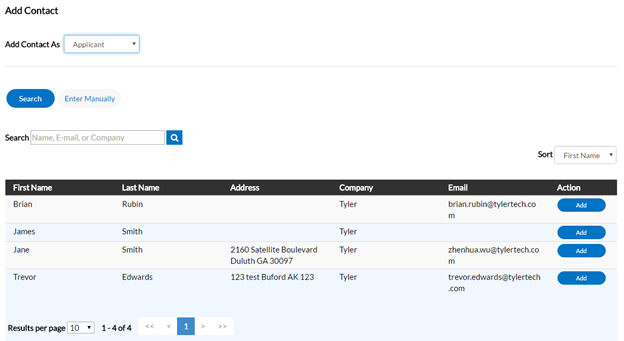 Add Contact
Add Contact As Applicant
Search Enter Manually
Search Name, E-mail, or Company
Sort First Name
First Name Last Name Address Company Email Action
Brian Rubin Tyler brian.rubin@tylertech.co Add
m
James Smith Tyler Add
Jane Smith 2160 Satellite Boulevard Tyler zhenhua.wu@tylertech.co Add
Duluth GA 30097 m
Trevor Edwards 123 test Buford AK 123 Tyler trevor.edwards@tylertech Add
.com
Results per page 10 1 - 4 of 4 << < 1 > >>